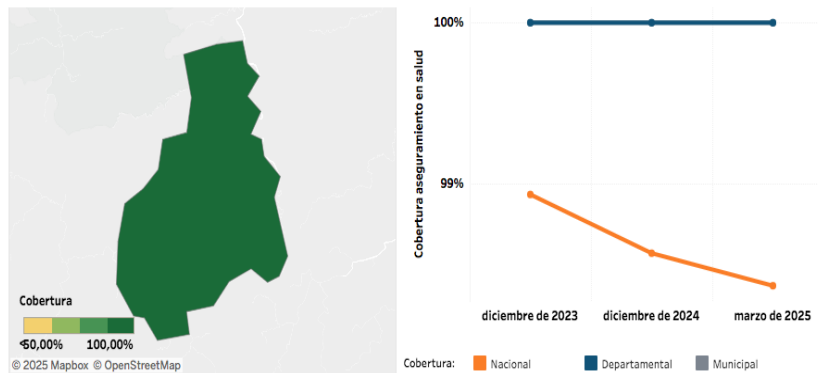 Cobertura
<50,00% 100,00%
© 2025 Mapbox © OpenStreetMap
Cobertura aseguramiento en salud
100%
99%
diciembre de 2023 diciembre de 2024 marzo de 2025
Cobertura: Nacional Departamental Municipal